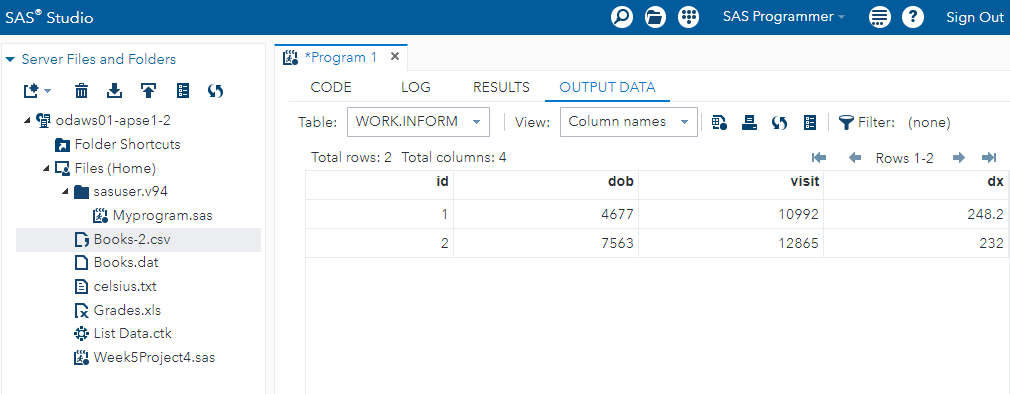 SAS® Studio
SAS Programmer
Sign Out
Server Files and Folders
odaws01-apse1-2
Folder Shortcuts
Files (Home)
sasuser.v94
Myprogram.sas
Books-2.csv
Books.dat
celsius.txt
Grades.xls
List Data.ctk
Week5Project4.sas
*Program 1
CODE LOG RESULTS OUTPUT DATA
Table: WORK.INFORM View: Column names Filter: (none)
Total rows: 2 Total columns: 4 Rows 1-2
id dob visit dx
1 4677 10992 248.2
2 7563 12865 232